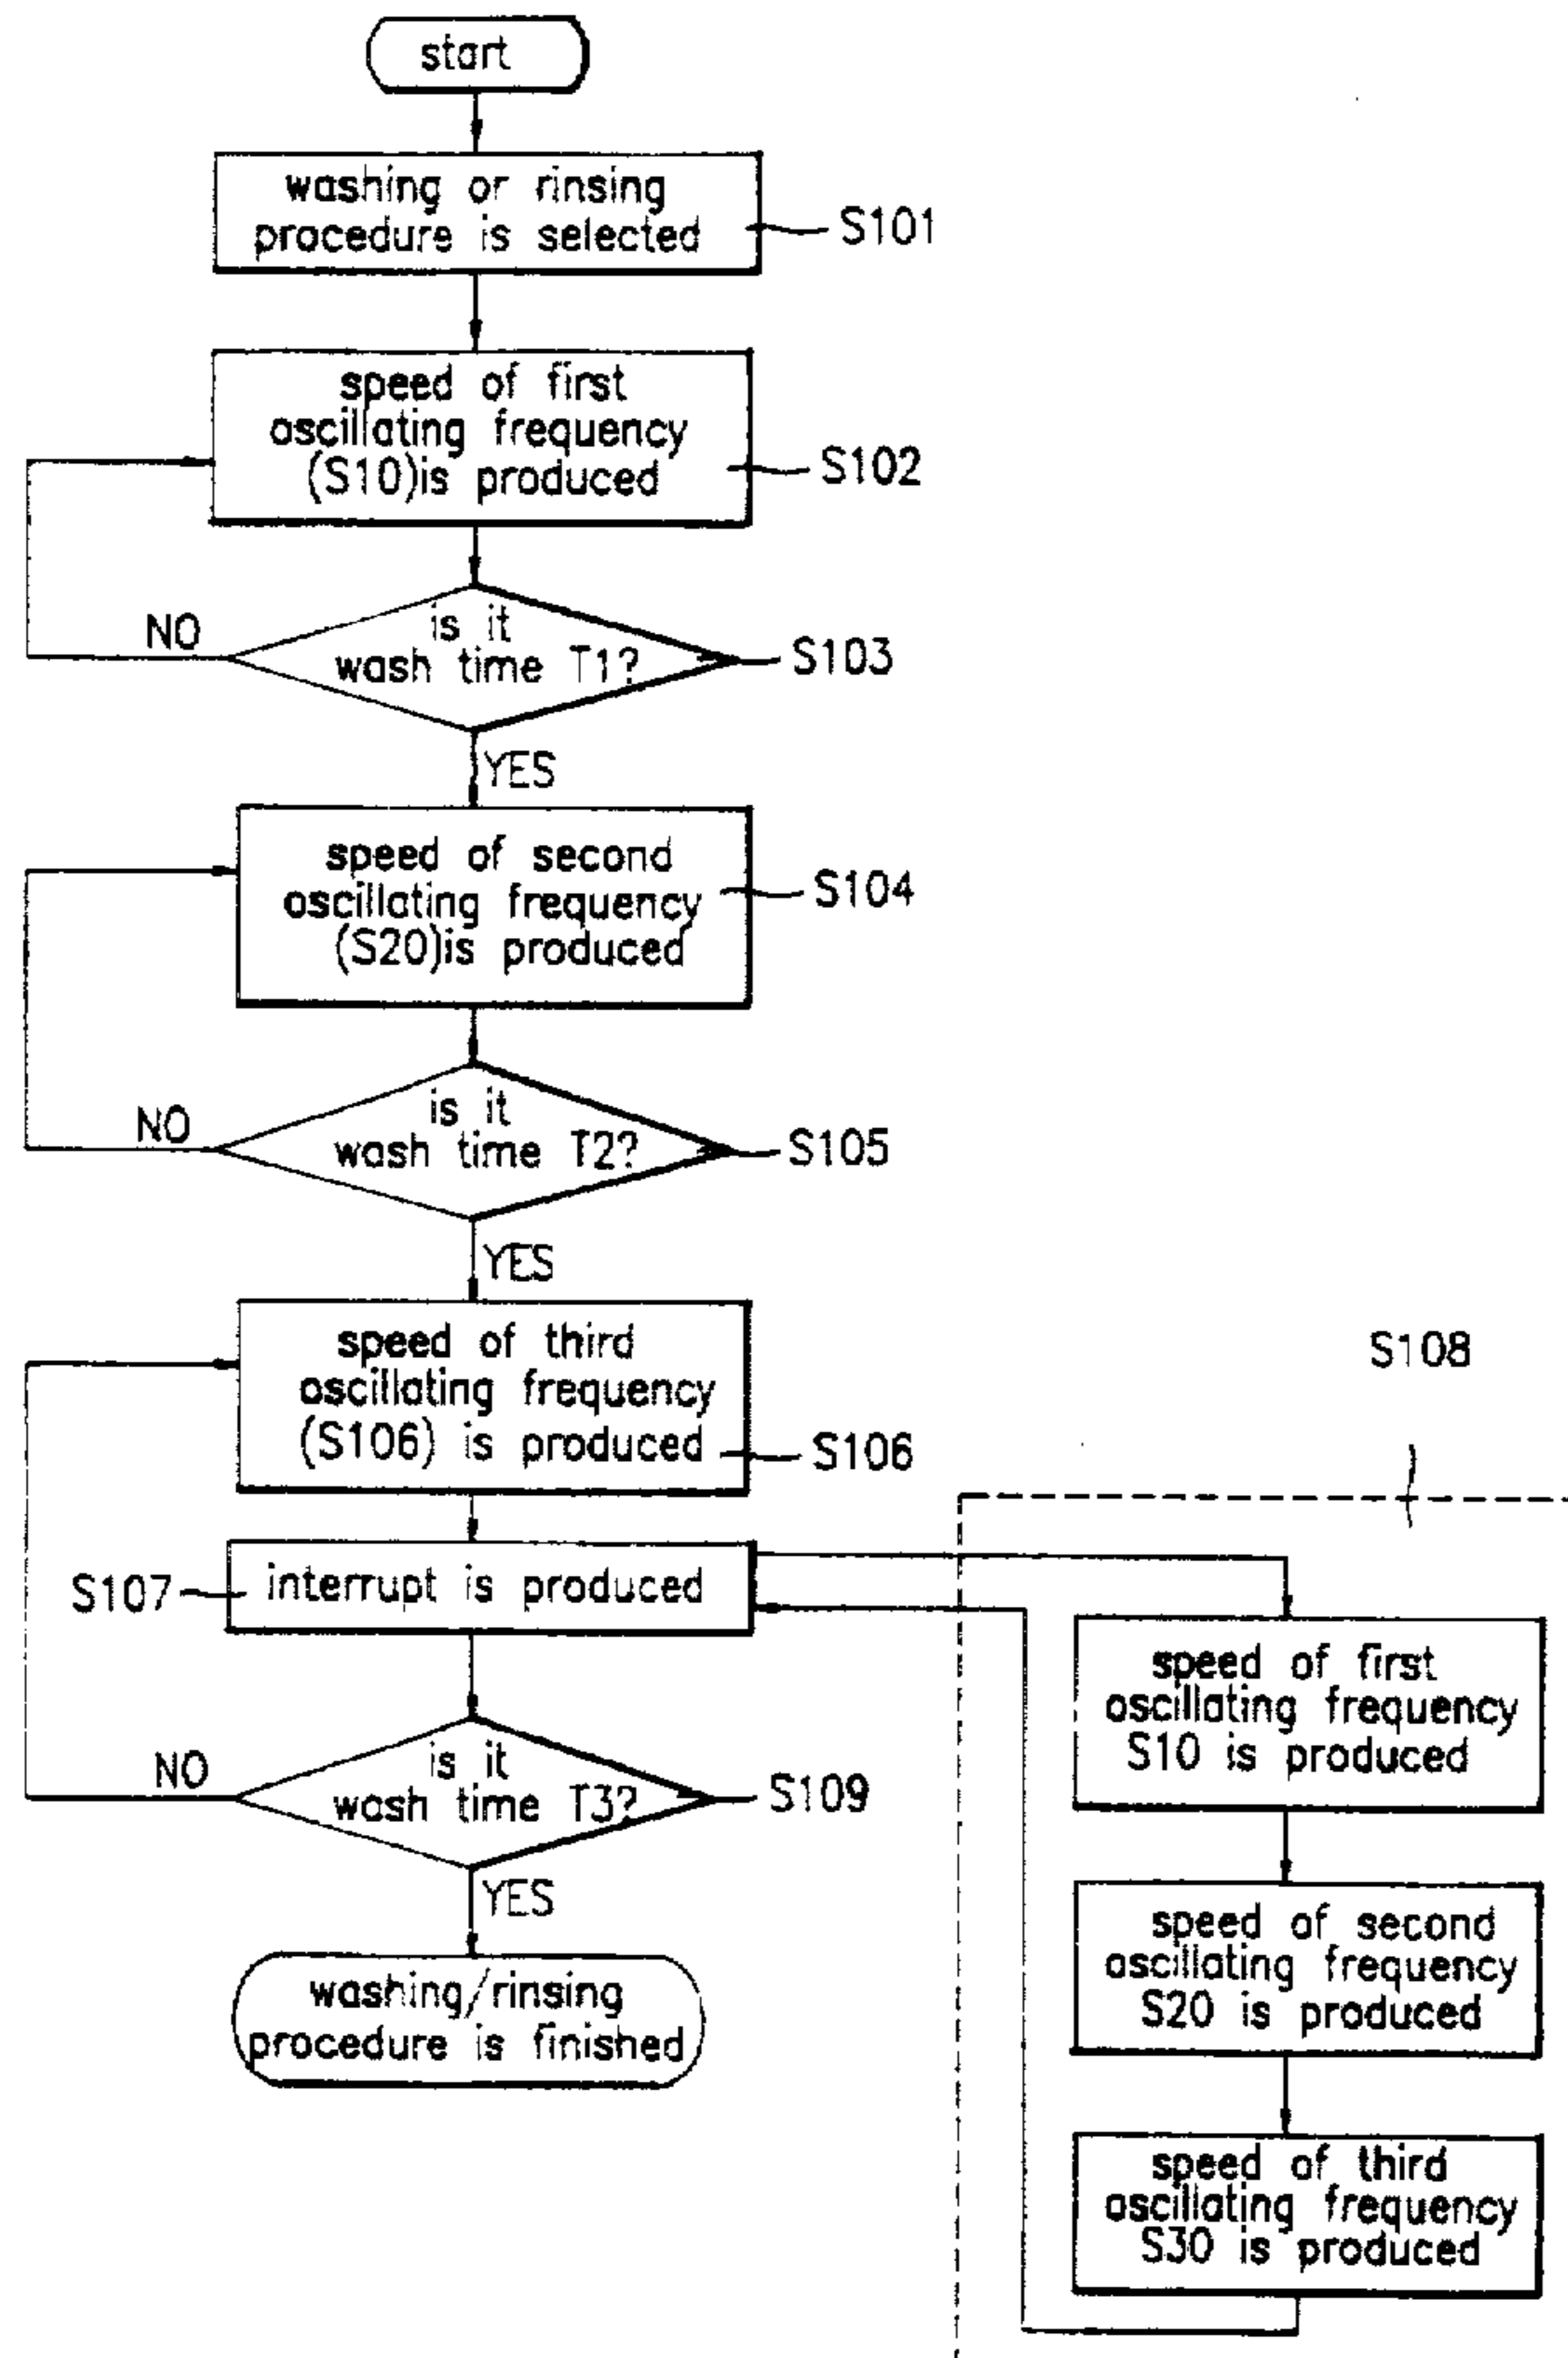 start
washing or rinsing
procedure is selected
S101
speed of first
oscillating frequency
(S10)is produced
S102
is it
wash time T1?
S103
NO
YES
speed of second
oscillating frequency
(S20)is produced
S104
is it
wash time T2?
S105
NO
YES
speed of third
oscillating frequency
(S106) is produced
S106
interrupt is produced
S107
is it
wash time T3?
S109
NO
YES
washing/rinsing
procedure is finished
S108
speed of first
oscillating frequency
S10 is produced
speed of second
oscillating frequency
S20 is produced
speed of third
oscillating frequency
S30 is produced